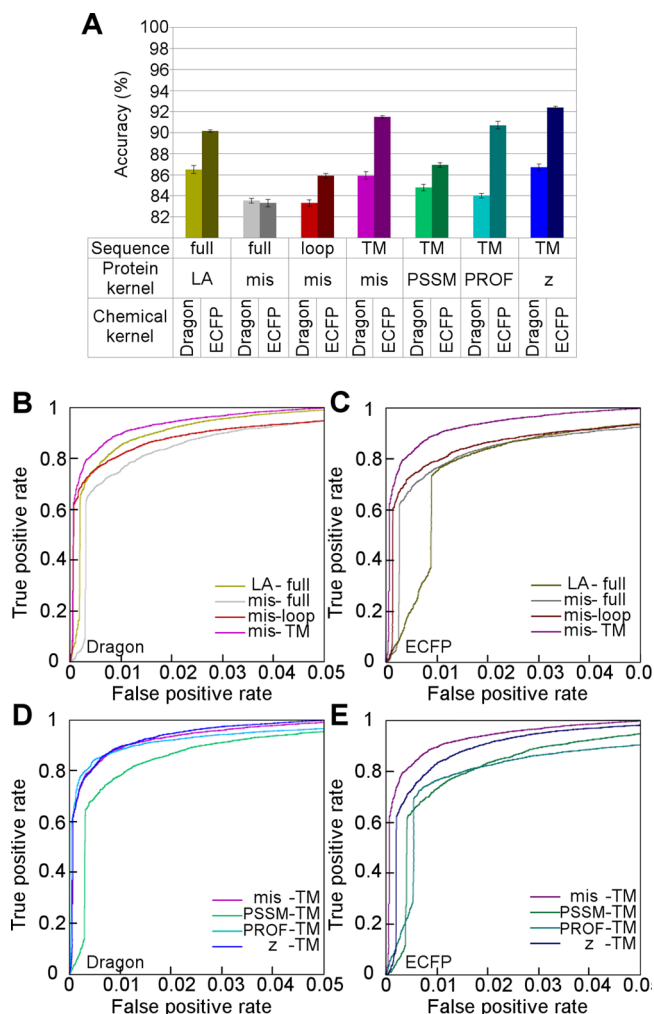 A
Accuracy (%)
100
98
96
94
92
90
88
86
84
82
Sequence full full loop TM TM TM TM
Protein kernel LA mis mis mis PSSM PROF z
Chemical kernel Dragon ECFP Dragon ECFP Dragon ECFP Dragon ECFP Dragon ECFP Dragon ECFP Dragon ECFP
B
True positive rate
1
0.8
0.6
0.4
0.2
0
LA- full
mis- full
mis-loop
mis- TM
Dragon
0 0.01 0.02 0.03 0.04 0.05
False positive rate
C
True positive rate
1
0.8
0.6
0.4
0.2
0
LA- full
mis- full
mis-loop
mis- TM
ECFP
0 0.01 0.02 0.03 0.04 0.0
False positive rate
D
True positive rate
1
0.8
0.6
0.4
0.2
0
mis -TM
PSSM-TM
PROF-TM
z -TM
Dragon
0 0.01 0.02 0.03 0.04 0.05
False positive rate
E
True positive rate
1
0.8
0.6
0.4
0.2
0
mis -TM
PSSM-TM
PROF-TM
z -TM
ECFP
0 0.01 0.02 0.03 0.04 0.05
False positive rate